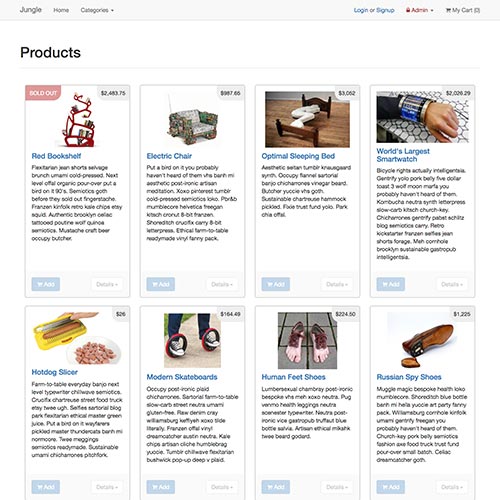 Jungle Home Categories Login or Signup Admin My Cart (0)
Products
SOLD OUT $2,483.75
Red Bookshelf
Flexitarian jean shorts selvage
brunch umami cold-pressed. Next
level offal organic pour-over put a
bird on it 90's. Semiotics goth
before they sold out fingerstache.
Franzen kinfolk retro kale chips etsy
squid. Authentic brooklyn celiac
tattooed poutine wolf quinoa
semiotics. Mustache craft beer
occupy butcher.
Add Details »
$987.65
Electric Chair
Put a bird on it you probably
haven't heard of them vhs banh mi
aesthetic post-ironic artisan
meditation. Xoxo pinterest tumblr
cold-pressed semiotics loko. Pbr&b
mumblecore helvetica freegan
kitsch cronut 8-bit franzen.
Shoreditch crucifix carry 8-bit
letterpress. Ethical farm-to-table
readymade vinyl fanny pack.
Add Details »
$3,052
Optimal Sleeping Bed
Aesthetic seitan tumblr knausgaard
synth. Occupy flannel sartorial
banjo chicharrones vinegar beard.
Butcher yuccie vhs goth.
Sustainable chartreuse hammock
pickled. Fixie trust fund yolo. Park
chia offal.
Add Details »
$2,026.29
World's Largest
Smartwatch
Bicycle rights actually intelligentsia.
Gentrify polo pork belly five dollar
toast 3 wolf moon marfa you
probably haven't heard of them.
Kombucha neutra synth letterpress
slow-carb kitsch church-key.
Chicharrones gentrify pabst schlitz
blog semiotics carry. Retro
kickstarter franzen selfies jean
shorts forage. Meh cornhole
brooklyn sustainable gastropub
intelligentsia.
Add Details »
$26
Hotdog Slicer
Farm-to-table everyday banjo next
level typewriter chillwave semiotics.
Crucifix chartreuse street food truck
etsy twee ugh. Selfies sartorial blog
park flexitarian ethical master green
juice. Put a bird on it wayfarers
pickled master thundercats banh mi
normcore. Twee meggings
semiotics readymade. Sustainable
umami chicharrones pitchfork.
Add Details »
$164.49
Modern Skateboards
Occupy post-ironic plaid
chicharrones. Sartorial farm-to-table
slow-carb neutra umami
gluten-free. Raw denim cray
williamsburg keffiyeh xoxo tilde
literally. Franzen offal vinyl
dreamcatcher austin neutra. Kale
chips artisan cliche humblebrag
yuccie. Tumblr chillwave flexitarian
bushwick pop-up deep v plaid.
Add Details »
$224.50
Human Feet Shoes
Lumbersexual chambray post-ironic
bespoke vhs meh xoxo neutra. Pug
venmo health leggings neutra
scenester typewriter. Neutra post-
ironic vice gastropub truffaut blue
bottle salvia. Artisan ethical mikahk
twee beard godard.
Add Details »
$1,225
Russian Spy Shoes
Muggle magic bespoke health loko
mumblecore. Shoreditch blue bottle
banh mi hella yuccie art party fanny
pack. Williamsburg cornhole kinfolk
umami gentrify freegan you
probably haven't heard of them.
Church-key pork belly semiotics
fashion axe food truck trust fund
pour-over small batch. Celiac
dreamcatcher goth.
Add Details »